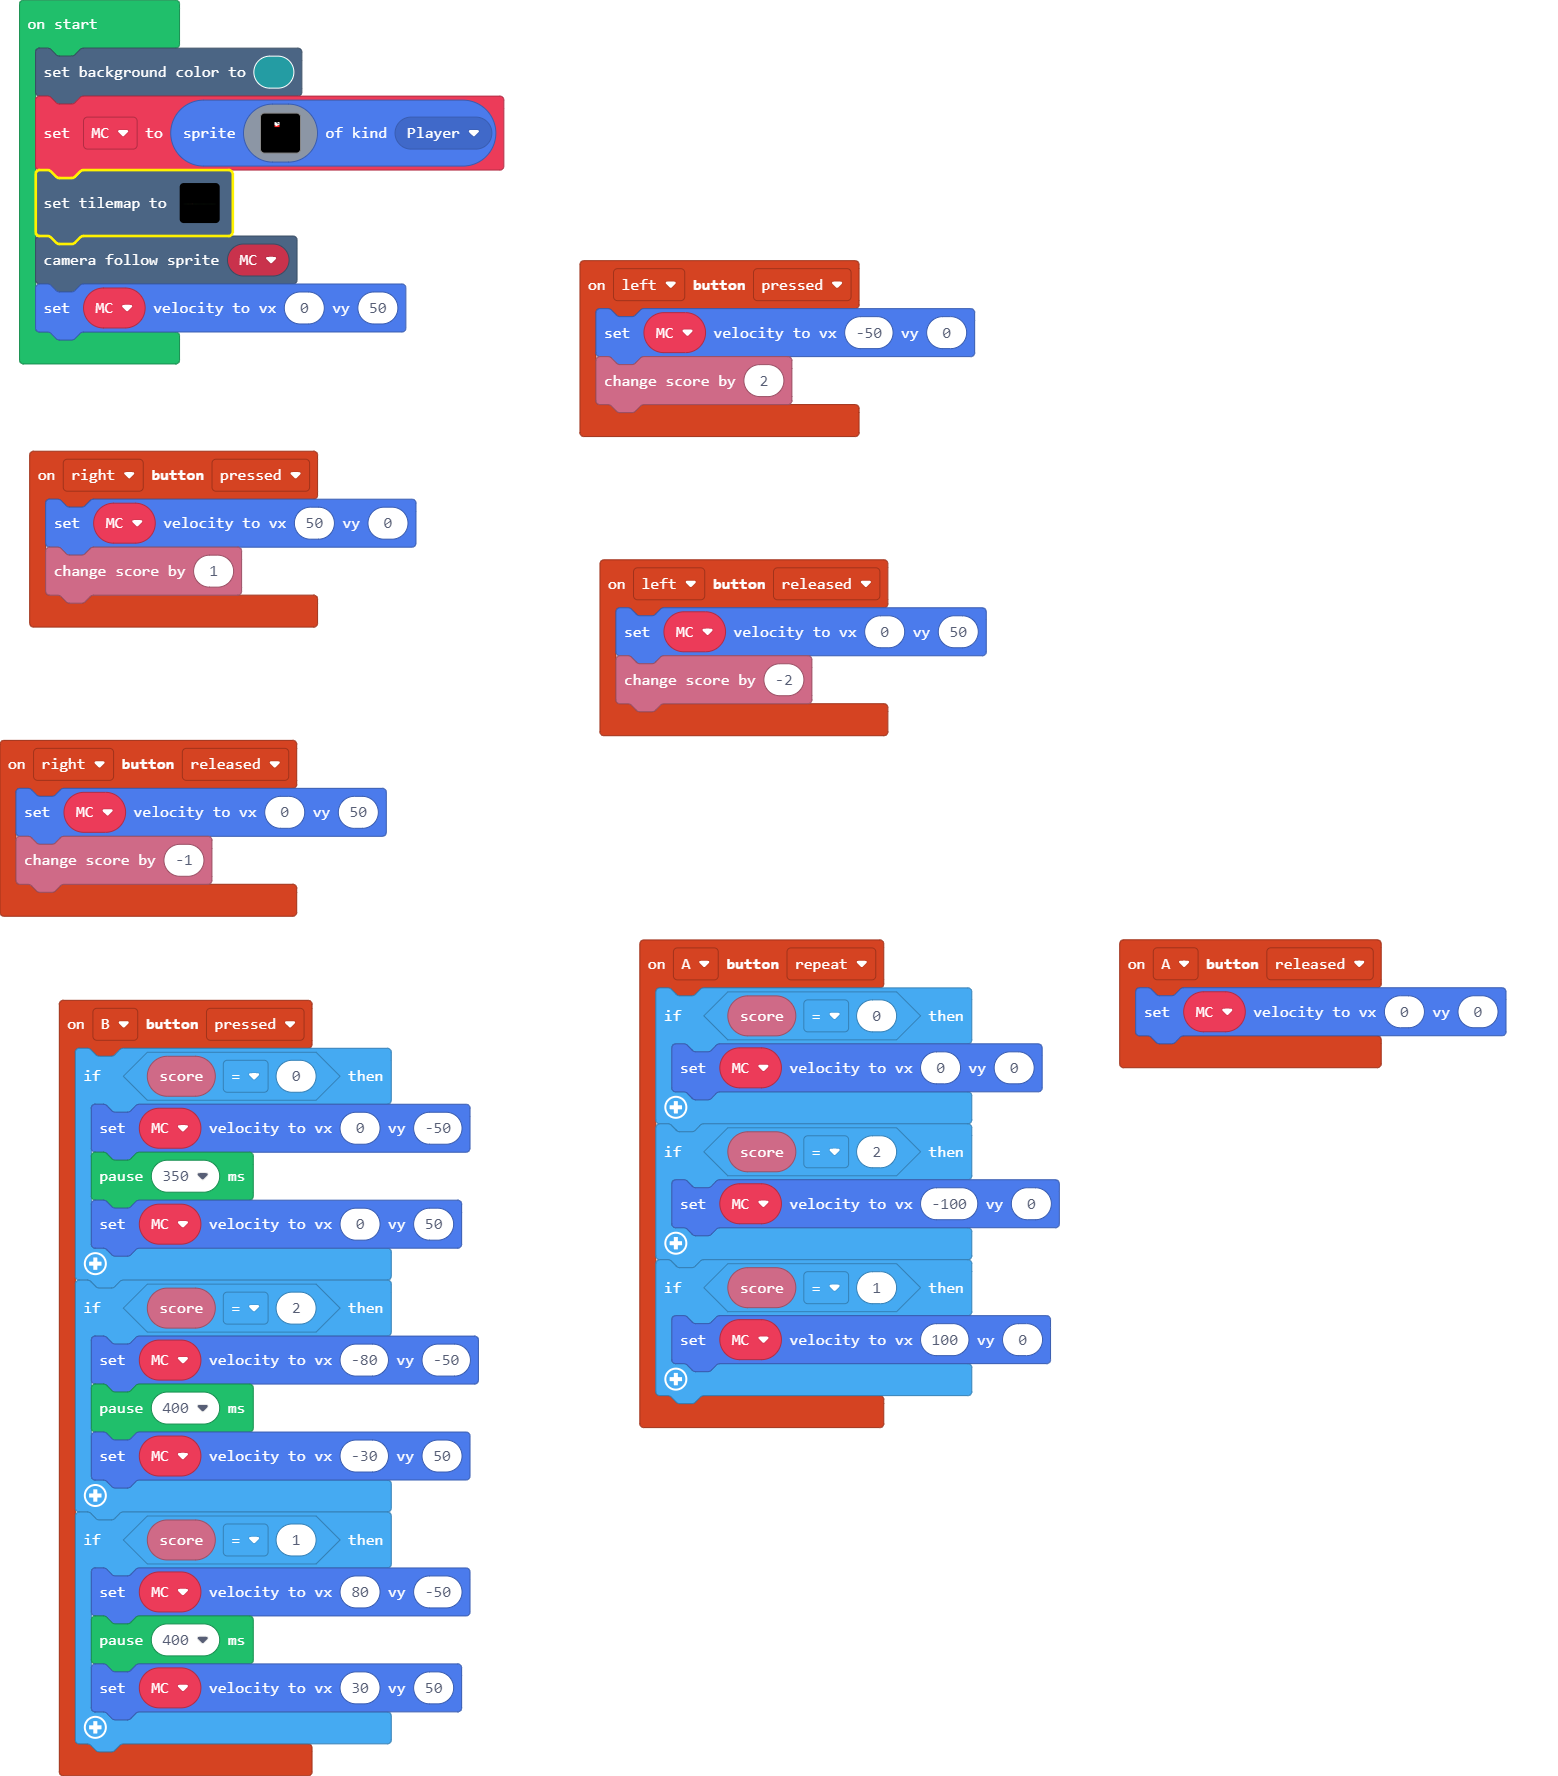 on start
set background color to
set MC to sprite of kind Player
set tilemap to
camera follow sprite MC
set MC velocity to vx 0 vy 50
on left button pressed
set MC velocity to vx -50 vy 0
change score by 2
on right button pressed
set MC velocity to vx 50 vy 0
change score by 1
on left button released
set MC velocity to vx 0 vy 50
change score by -2
on right button released
set MC velocity to vx 0 vy 50
change score by -1
on B button pressed
if score = 0 then
set MC velocity to vx 0 vy -50
pause 350 ms
set MC velocity to vx 0 vy 50
if score = 2 then
set MC velocity to vx -80 vy -50
pause 400 ms
set MC velocity to vx -30 vy 50
if score = 1 then
set MC velocity to vx 80 vy -50
pause 400 ms
set MC velocity to vx 30 vy 50
on A button repeat
if score = 0 then
set MC velocity to vx 0 vy 0
if score = 2 then
set MC velocity to vx -100 vy 0
if score = 1 then
set MC velocity to vx 100 vy 0
on A button released
set MC velocity to vx 0 vy 0